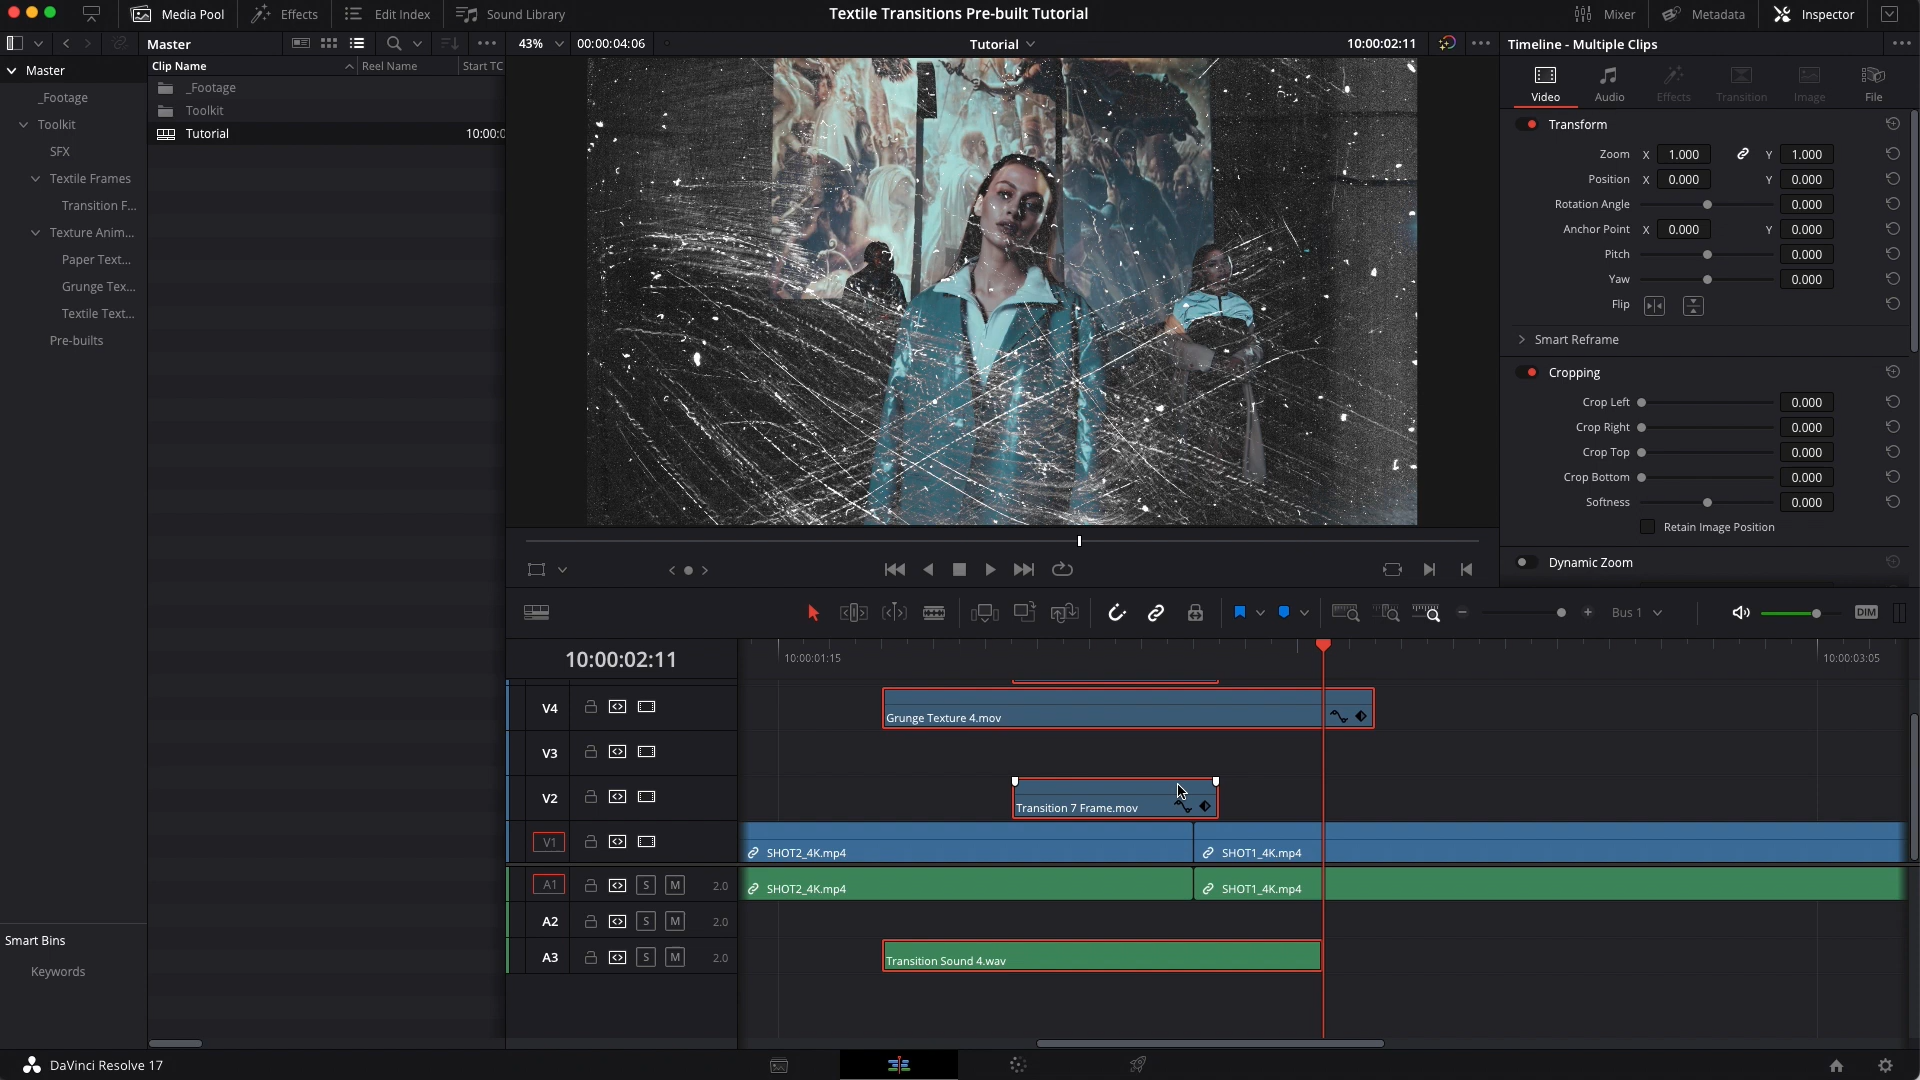 Media Pool
Effects
Edit Index
Sound Library
Textile Transitions Pre-built Tutorial
Mixer
Metadata
Inspector
Master
43%
00:00:04:06
Tutorial
10:00:02:11
Timeline - Multiple Clips
Master
_Footage
Toolkit
SFX
Textile Frames
Transition F...
Texture Anim...
Paper Text...
Grunge Tex...
Textile Text...
Pre-builts
Smart Bins
Keywords
Clip Name
Reel Name
Start TC
_Footage
Toolkit
Tutorial
10:00:0
Video
Audio
Effects
Transition
Image
File
Transform
Zoom X 1.000 Y 1.000
Position X 0.000 Y 0.000
Rotation Angle 0.000
Anchor Point X 0.000 Y 0.000
Pitch 0.000
Yaw 0.000
Flip
Smart Reframe
Cropping
Crop Left 0.000
Crop Right 0.000
Crop Top 0.000
Crop Bottom 0.000
Softness 0.000
Retain Image Position
Dynamic Zoom
Bus 1
DIM
10:00:02:11
10:00:01:15
10:00:03:05
V4
Grunge Texture 4.mov
V3
V2
Transition 7 Frame.mov
V1
SHOT2_4K.mp4
SHOT1_4K.mp4
A1 S M 2.0
SHOT2_4K.mp4
SHOT1_4K.mp4
A2 S M 2.0
A3 S M 2.0
Transition Sound 4.wav
DaVinci Resolve 17